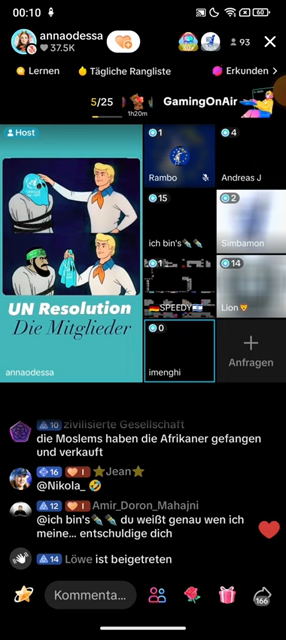 00:10
60
annaodessa
37.5K
93
Lernen
Tägliche Rangliste
Erkunden
5/25
1h20m
GamingOnAir
Host
1
Rambo
4
Andreas J
15
ich bin's✒️✒️
2
Simbamon
1
🇩🇪SPEEDY🇮🇱
14
Lion🦁
UN Resolution
Die Mitglieder
annaodessa
0
imenghi
Anfragen
10 zivilisierte Gesellschaft
die Moslems haben die Afrikaner gefangen
und verkauft
16 1 ⭐Jean⭐
@Nikola_ 🤣
12 1 Amir_Doron_Mahajni
@ich bin's✒️✒️ du weißt genau wen ich
meine... entschuldige dich
14 Löwe ist beigetreten
Kommenta...
166